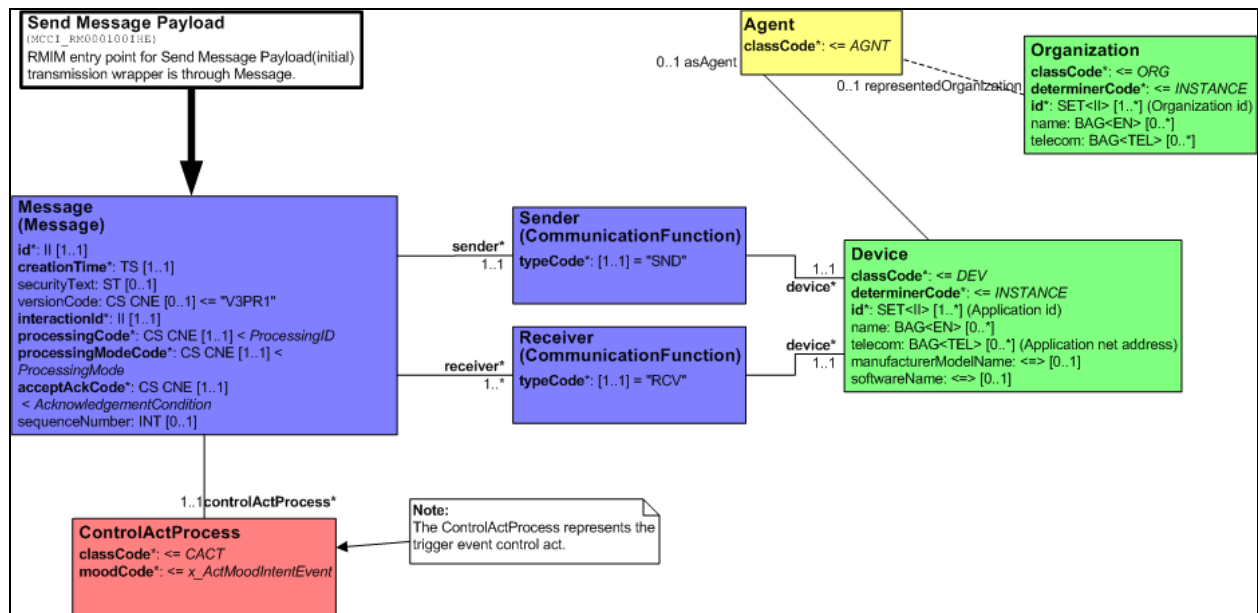 Send Message Payload
(MCCI_RM000100IHE)
RMIM entry point for Send Message Payload(initial)
transmission wrapper is through Message.
Agent
classCode*: <= AGNT
0..1 asAgent
0..1 representedOrganization
Organization
classCode*: <= ORG
determinerCode*: <= INSTANCE
id*: SET<II> [1..*] (Organization id)
name: BAG<EN> [0..*]
telecom: BAG<TEL> [0..*]
Message
(Message)
id*: II [1..1]
creationTime*: TS [1..1]
securityText: ST [0..1]
versionCode: CS CNE [0..1] <= "V3PR1"
interactionId*: II [1..1]
processingCode*: CS CNE [1..1] < ProcessingID
processingModeCode*: CS CNE [1..1] <
ProcessingMode
acceptAckCode*: CS CNE [1..1]
< AcknowledgementCondition
sequenceNumber: INT [0..1]
sender*
1..1
Sender
(CommunicationFunction)
typeCode*: [1..1] = "SND"
1..1
device*
receiver*
1..*
Receiver
(CommunicationFunction)
typeCode*: [1..1] = "RCV"
device*
1..1
Device
classCode*: <= DEV
determinerCode*: <= INSTANCE
id*: SET<II> [1..*] (Application id)
name: BAG<EN> [0..*]
telecom: BAG<TEL> [0..*] (Application net address)
manufacturerModelName: <=> [0..1]
softwareName: <=> [0..1]
1..1controlActProcess*
ControlActProcess
classCode*: <= CACT
moodCode*: <= x_ActMoodIntentEvent
Note:
The ControlActProcess represents the
trigger event control act.